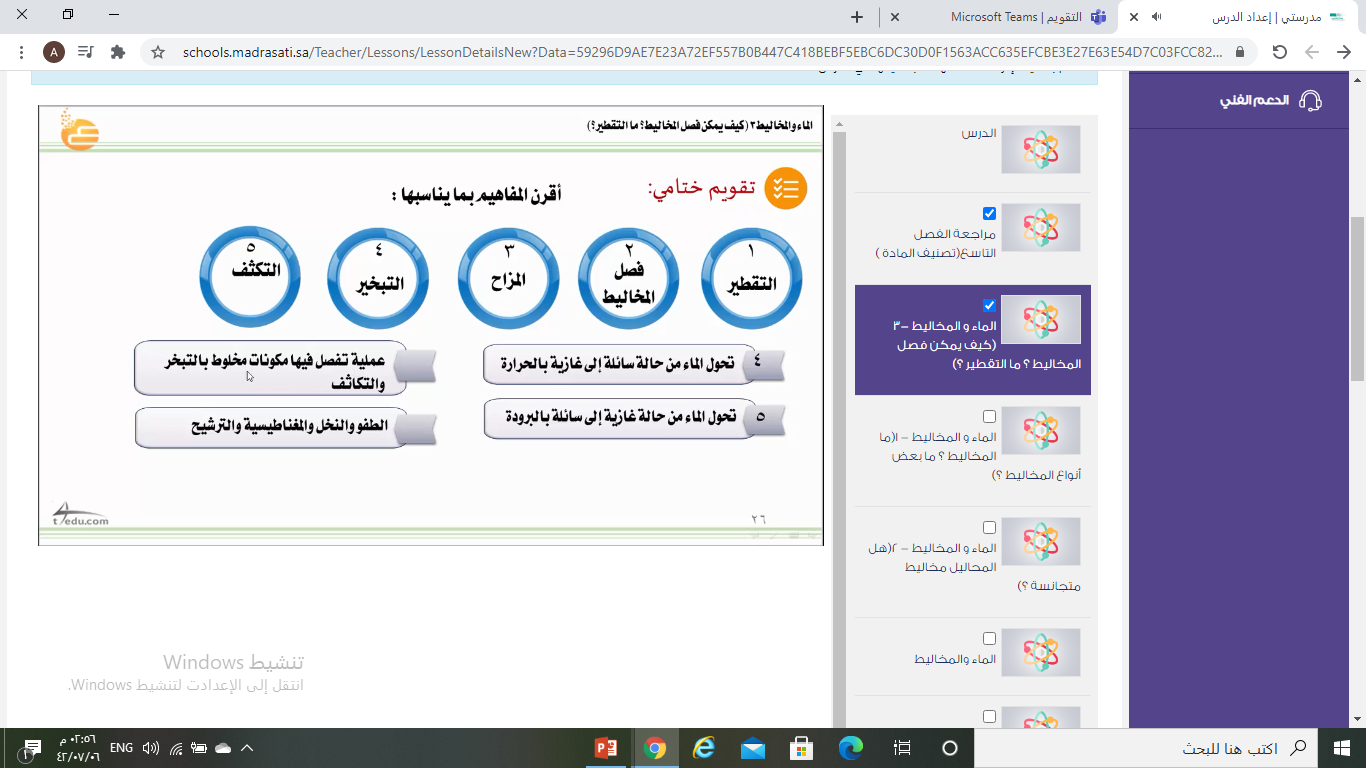 مدرستي | إعداد الدرس
التقويم | Microsoft Teams
schools.madrasati.sa/Teacher/Lessons/LessonDetailsNew?Data=59296D9AE7E23A72EF557B0B447C418BEBF5EBC6DC30D0F1563ACC635EFCBE3E27E63E54D7C03FCC82...
A
الدعم الفني
الدرس
مراجعة الفصل
التاسع(تصنيف المادة )
الماء و المخاليط -٣
(كيف يمكن فصل
المخاليط ؟ ما التقطير ؟)
الماء و المخاليط - ١(ما
المخاليط ؟ ما بعض
أنواع المخاليط ؟)
الماء و المخاليط - ٢(هل
المحاليل مخاليط
متجانسة ؟)
الماء والمخاليط
الماء والمخاليط٣ (كيف يمكن فصل المخاليط؟ ما التقطير؟)
تقويم ختامي:
أقرن المفاهيم بما يناسبها :
١
التقطير
٢
فصل
المخاليط
٣
المزاح
٤
التبخير
٥
التكثف
٤ تحول الماء من حالة سائلة إلى غازية بالحرارة
عملية تفصل فيها مكونات مخلوط بالتبخر
والتكاثف
٥ تحول الماء من حالة غازية إلى سائلة بالبرودة
الطفو والنخل والمغناطيسية والترشيح
٢٦
t4edu.com
تنشيط Windows
انتقل إلى الإعدادات لتنشيط Windows.
اكتب هنا للبحث
ENG
٠٢:٥٦ م
٤٢/٠٧/٠٦
١